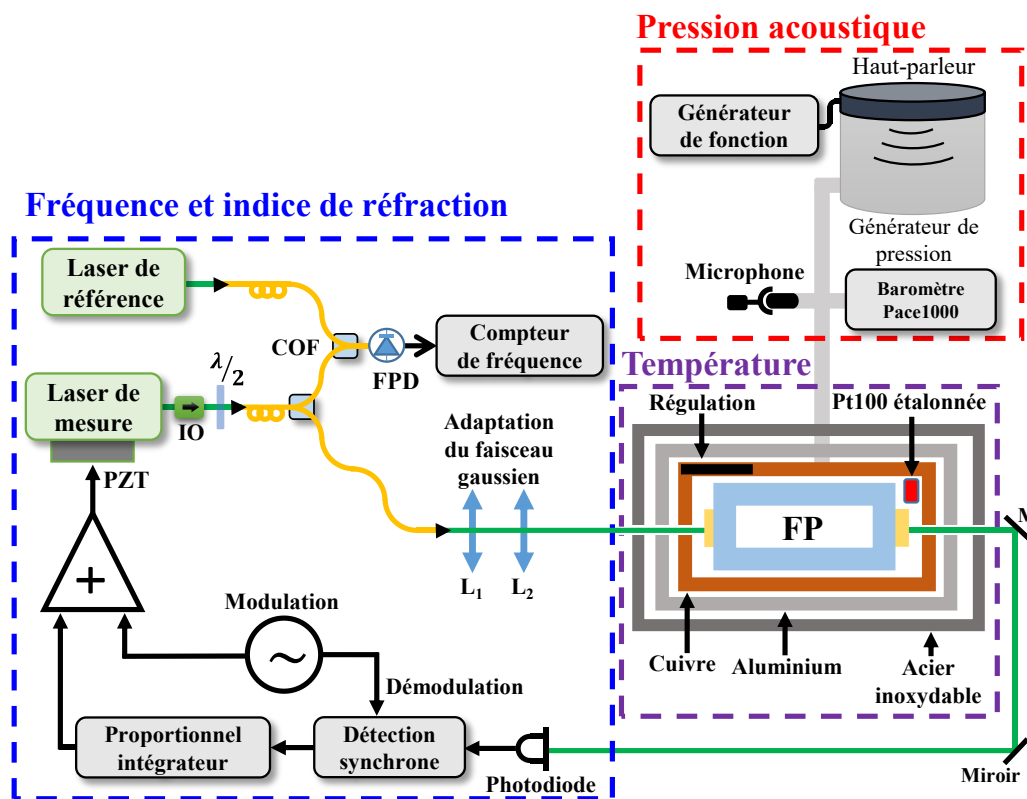 Pression acoustique
Haut-parleur
Générateur
de fonction
Générateur de
pression
Microphone
Baromètre
Pace1000
Fréquence et indice de réfraction
Laser de
référence
COF
FPD
Compteur
de fréquence
λ/2
Laser de
mesure
IO
PZT
Adaptation
du faisceau
gaussien
L1
L2
Température
Régulation
Pt100 étalonnée
FP
M
Cuivre
Aluminium
Acier
inoxydable
+
Modulation
~
Démodulation
Proportionnel
intégrateur
Détection
synchrone
Photodiode
Miroir